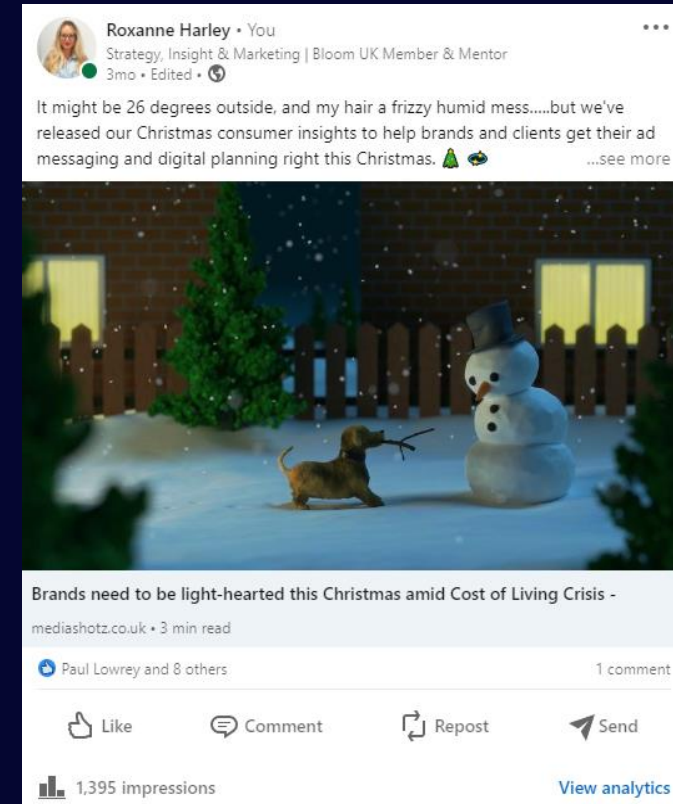 Roxanne Harley • You
Strategy, Insight & Marketing | Bloom UK Member & Mentor
3mo • Edited •
It might be 26 degrees outside, and my hair a frizzy humid mess.....but we've
released our Christmas consumer insights to help brands and clients get their ad
messaging and digital planning right this Christmas. 🎄
...see more
Brands need to be light-hearted this Christmas amid Cost of Living Crisis -
mediashotz.co.uk • 3 min read
Paul Lowrey and 8 others
1 comment
Like
Comment
Repost
Send
1,395 impressions
View analytics